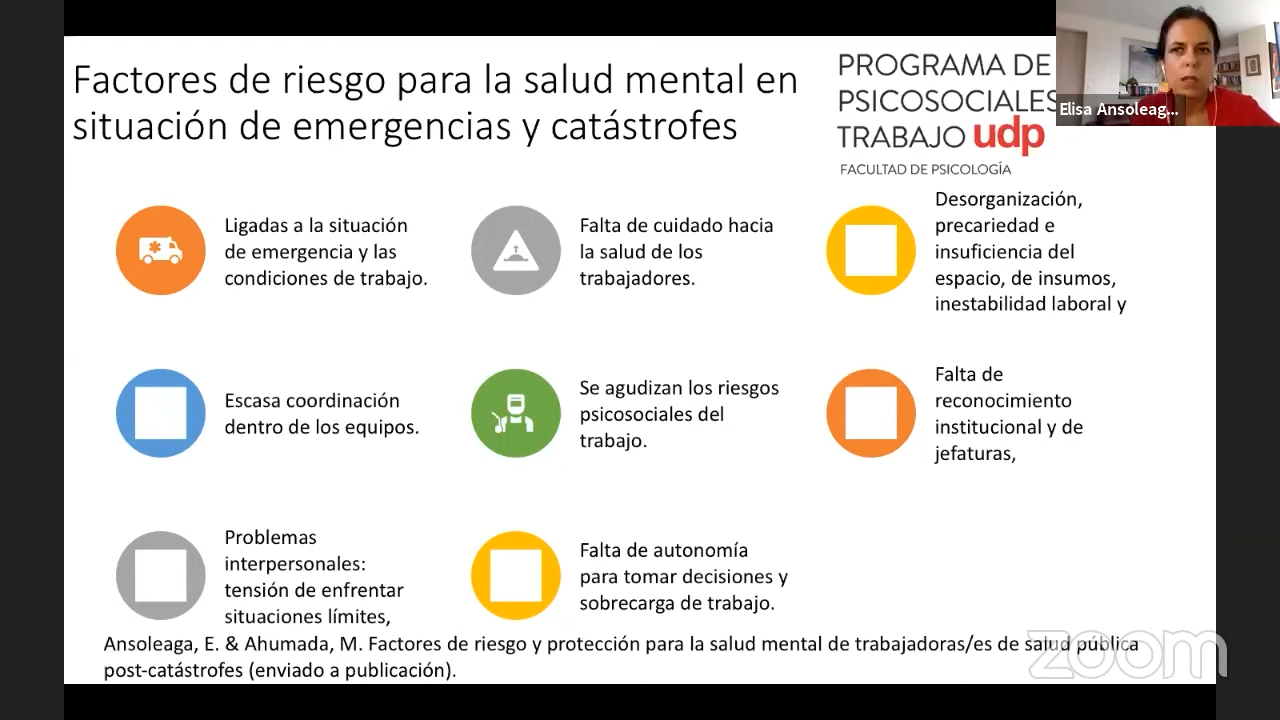 Factores de riesgo para la salud mental en
situación de emergencias y catástrofes
PROGRAMA DE
PSICOSOCIALES
TRABAJO udp
FACULTAD DE PSICOLOGÍA
Elisa Ansoleag...
Ligadas a la situación
de emergencia y las
condiciones de trabajo.
Falta de cuidado hacia
la salud de los
trabajadores.
Desorganización,
precariedad e
insuficiencia del
espacio, de insumos,
inestabilidad laboral y
Escasa coordinación
dentro de los equipos.
Se agudizan los riesgos
psicosociales del
trabajo.
Falta de
reconocimiento
institucional y de
jefaturas,
Problemas
interpersonales:
tensión de enfrentar
situaciones límites,
Falta de autonomía
para tomar decisiones y
sobrecarga de trabajo.
Ansoleaga, E. & Ahumada, M. Factores de riesgo y protección para la salud mental de trabajadoras/es de salud pública
post-catástrofes (enviado a publicación).
zoom